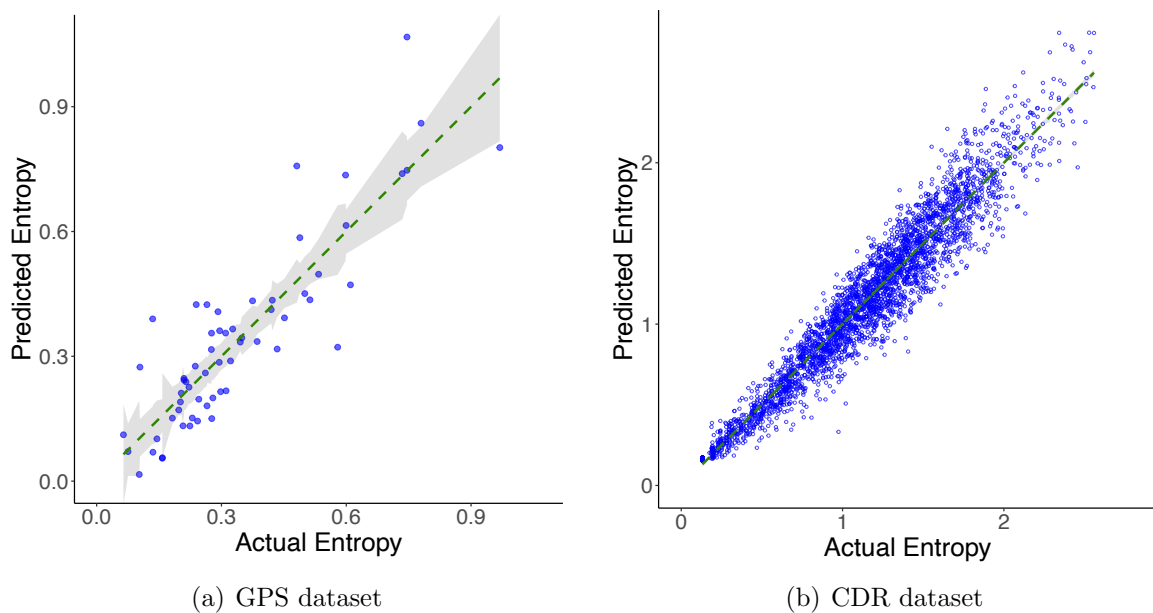 Predicted Entropy
0.9
0.6
0.3
0.0
0.0 0.3 0.6 0.9
Actual Entropy
(a) GPS dataset
Predicted Entropy
2
1
0
0 1 2
Actual Entropy
(b) CDR dataset